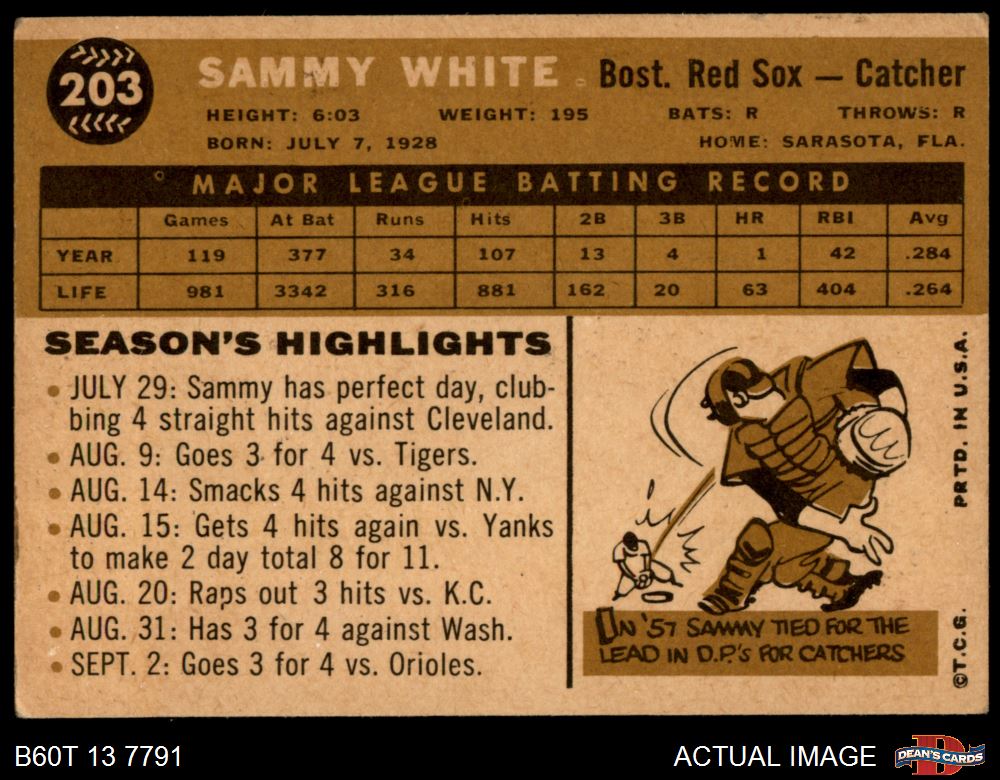 203
SAMMY WHITE Bost. Red Sox — Catcher
HEIGHT: 6:03 WEIGHT: 195 BATS: R THROWS: R
BORN: JULY 7, 1928 HOME: SARASOTA, FLA.
MAJOR LEAGUE BATTING RECORD
Games At Bat Runs Hits 2B 3B HR RBI Avg
YEAR 119 377 34 107 13 4 1 42 .284
LIFE 981 3342 316 881 162 20 63 404 .264
SEASON'S HIGHLIGHTS
• JULY 29: Sammy has perfect day, club-
bing 4 straight hits against Cleveland.
• AUG. 9: Goes 3 for 4 vs. Tigers.
• AUG. 14: Smacks 4 hits against N.Y.
• AUG. 15: Gets 4 hits again vs. Yanks
to make 2 day total 8 for 11.
• AUG. 20: Raps out 3 hits vs. K.C.
• AUG. 31: Has 3 for 4 against Wash.
• SEPT. 2: Goes 3 for 4 vs. Orioles.
IN '57 SAMMY TIED FOR THE
LEAD IN D.P.'S FOR CATCHERS
©T.C.G. PRTD. IN U.S.A.
B60T 13 7791 ACTUAL IMAGE DEAN'S CARDS